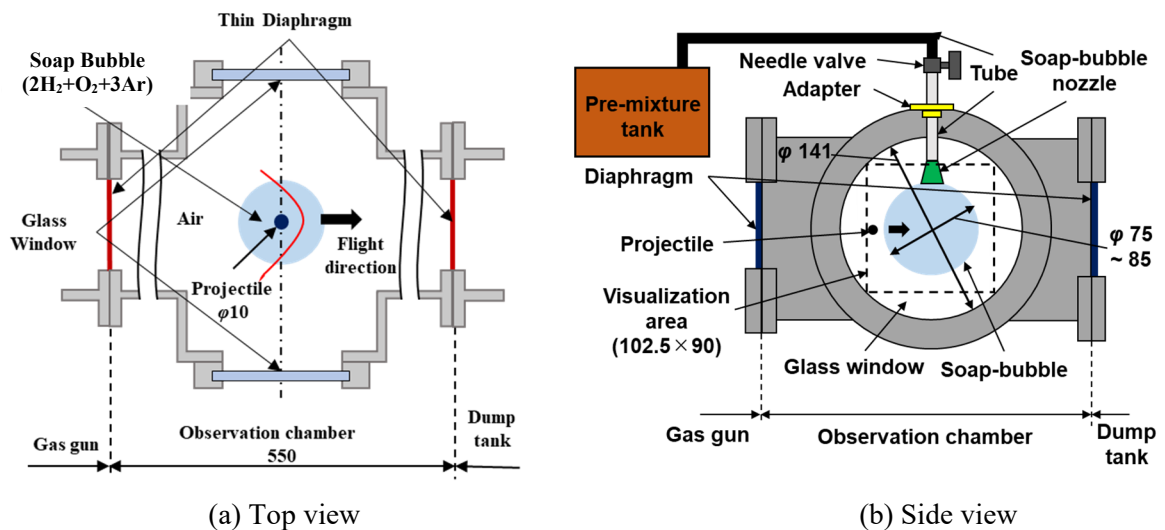 Thin Diaphragm
Soap Bubble
(2H₂+O₂+3Ar)
Glass
Window
Air
Flight
direction
Projectile
φ10
Gas gun
Observation chamber
550
Dump
tank
(a) Top view
Needle valve
Adapter
Tube
Soap-bubble
nozzle
Pre-mixture
tank
φ 141
Diaphragm
Projectile
φ 75
~ 85
Visualization
area
(102.5×90)
Glass window
Soap-bubble
Gas gun
Observation chamber
Dump
tank
(b) Side view